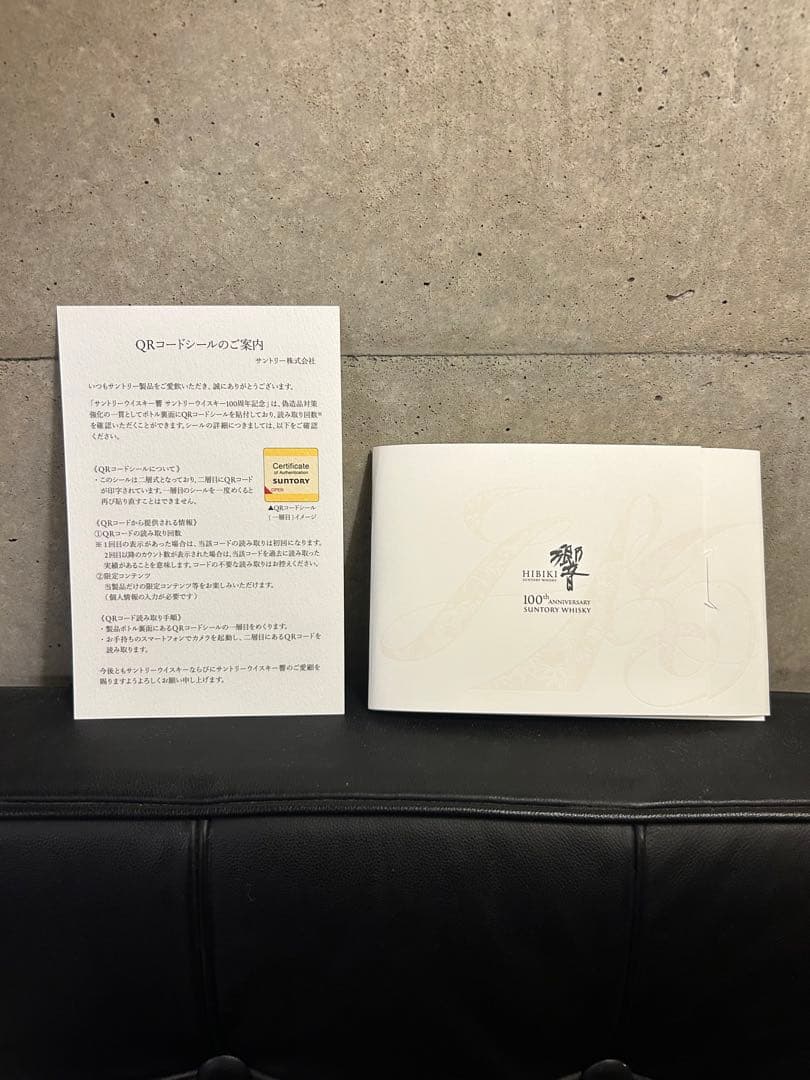 QRコードシールのご案内
サントリー株式会社
いつもサントリー製品をご愛飲いただき、誠にありがとうございます。
「サントリーウイスキー響 サントリーウイスキー100周年記念」は、偽造品対策
強化の一貫としてボトル裏面にQRコードシールを貼付しており、読み取り回数※
を確認いただくことができます。シールの詳細につきましては、以下をご確認
ください。
《QRコードシールについて》
・このシールは二層式となっており、二層目にQRコード
が印字されています。一層目のシールを一度めくると
再び貼り直すことはできません。
Certificate
of Authentication
SUNTORY
OPEN
▲QRコードシール
[一層目]イメージ
《QRコードから提供される情報》
①QRコードの読み取り回数
※1回目の表示があった場合は、当該コードの読み取りは初回になります。
2回目以降のカウント数が表示された場合は、当該コードを過去に読み取った
実績があることを意味します。コードの不要な読み取りはお控えください。
②限定コンテンツ
当製品だけの限定コンテンツ等をお楽しみいただけます。
(個人情報の入力が必要です)
《QRコード読み取り手順》
・製品ボトル裏面にあるQRコードシールの一層目をめくります。
・お手持ちのスマートフォンでカメラを起動し、二層目にあるQRコードを
読み取ります。
今後ともサントリーウイスキーならびにサントリーウイスキー響のご愛顧を
賜りますようよろしくお願い申し上げます。
響
HIBIKI
SUNTORY WHISKY
100th ANNIVERSARY
SUNTORY WHISKY